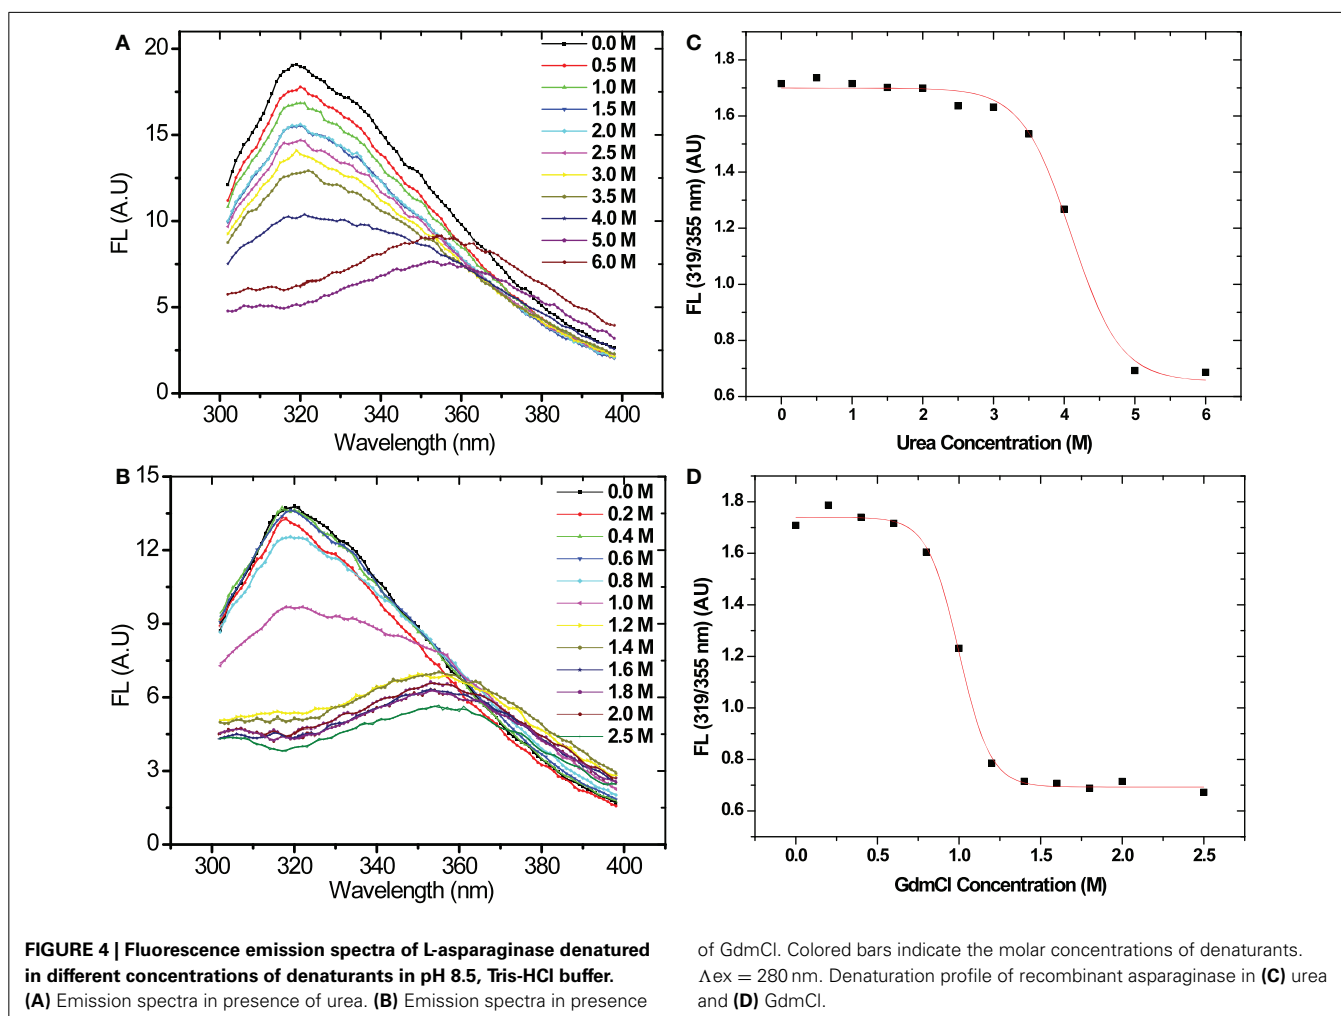 A
20
15
10
5
0
FL (A.U)
300 320 340 360 380 400
Wavelength (nm)
0.0 M
0.5 M
1.0 M
1.5 M
2.0 M
2.5 M
3.0 M
3.5 M
4.0 M
5.0 M
6.0 M
C
1.8
1.6
1.4
1.2
1.0
0.8
0.6
FL (319/355 nm) (AU)
0 1 2 3 4 5 6
Urea Concentration (M)
B
15
12
9
6
3
0
FL (A.U)
300 320 340 360 380 400
Wavelength (nm)
0.0 M
0.2 M
0.4 M
0.6 M
0.8 M
1.0 M
1.2 M
1.4 M
1.6 M
1.8 M
2.0 M
2.5 M
D
1.8
1.6
1.4
1.2
1.0
0.8
0.6
FL (319/355 nm) (AU)
0.0 0.5 1.0 1.5 2.0 2.5
GdmCl Concentration (M)
FIGURE 4 | Fluorescence emission spectra of L-asparaginase denatured
in different concentrations of denaturants in pH 8.5, Tris-HCl buffer.
(A) Emission spectra in presence of urea. (B) Emission spectra in presence
of GdmCl. Colored bars indicate the molar concentrations of denaturants.
Λex = 280 nm. Denaturation profile of recombinant asparaginase in (C) urea
and (D) GdmCl.